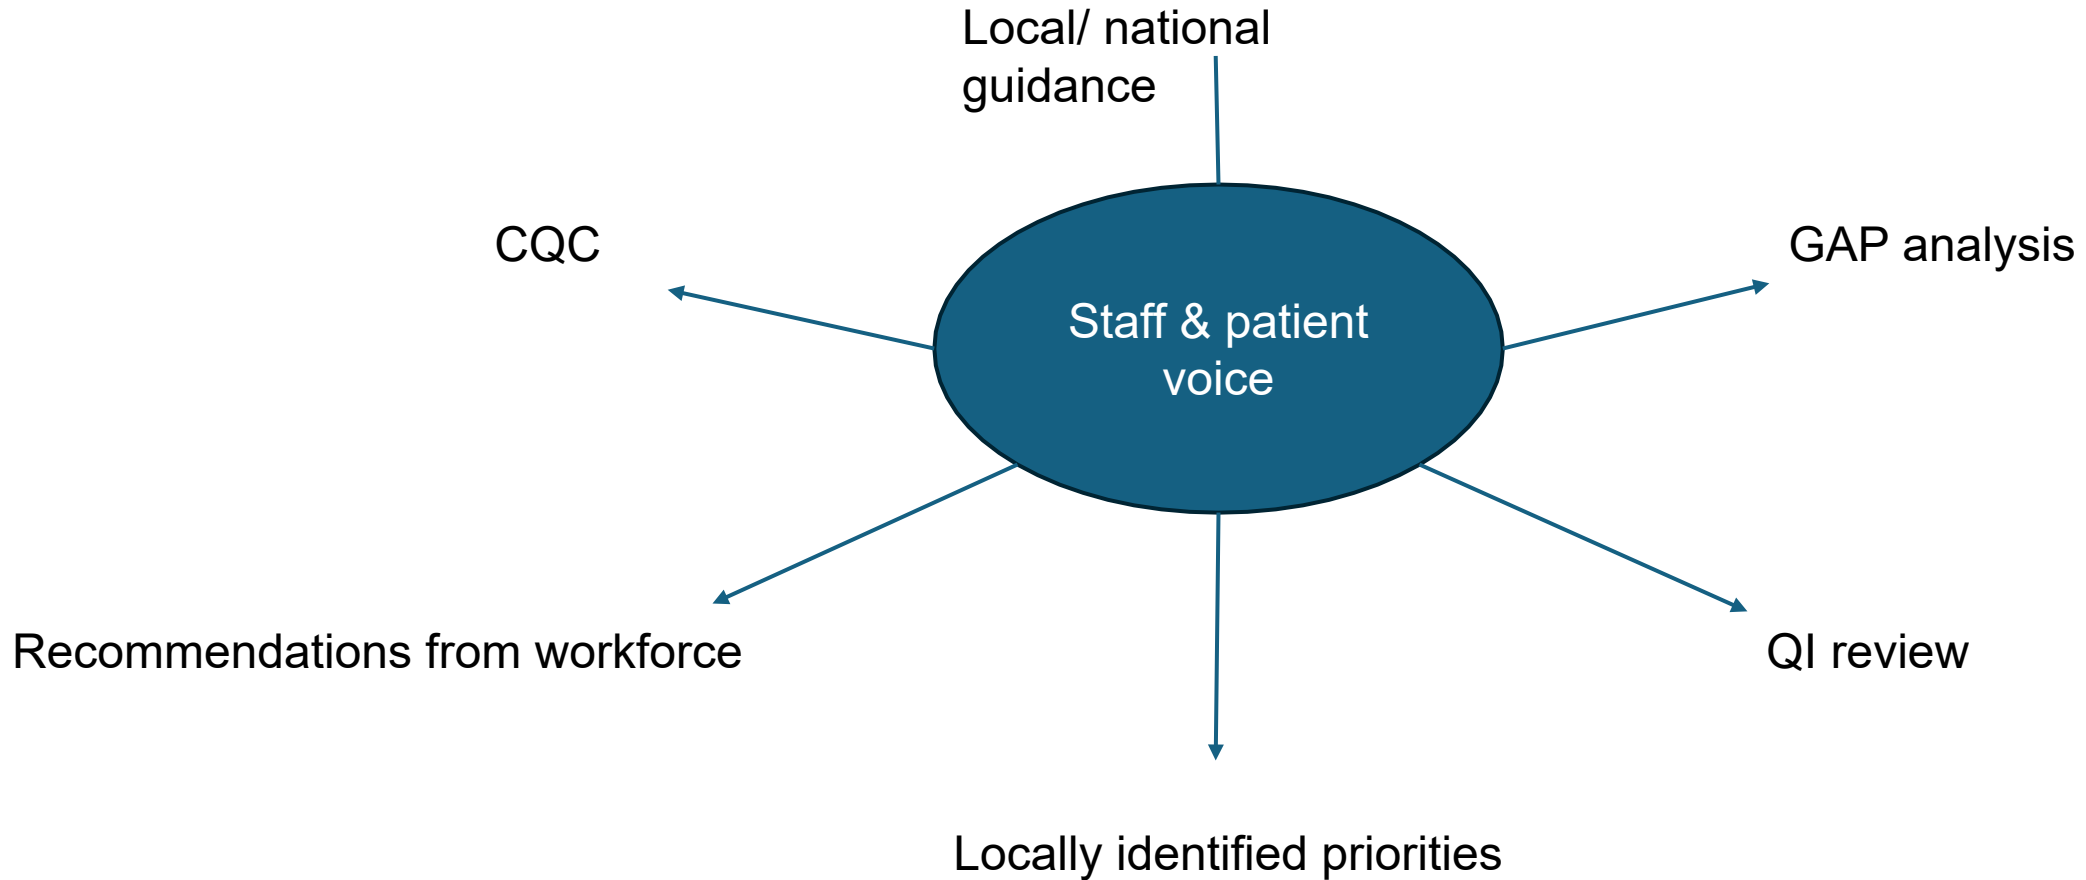 Local/ national
guidance
CQC
GAP analysis
Staff & patient
voice
Recommendations from workforce
QI review
Locally identified priorities